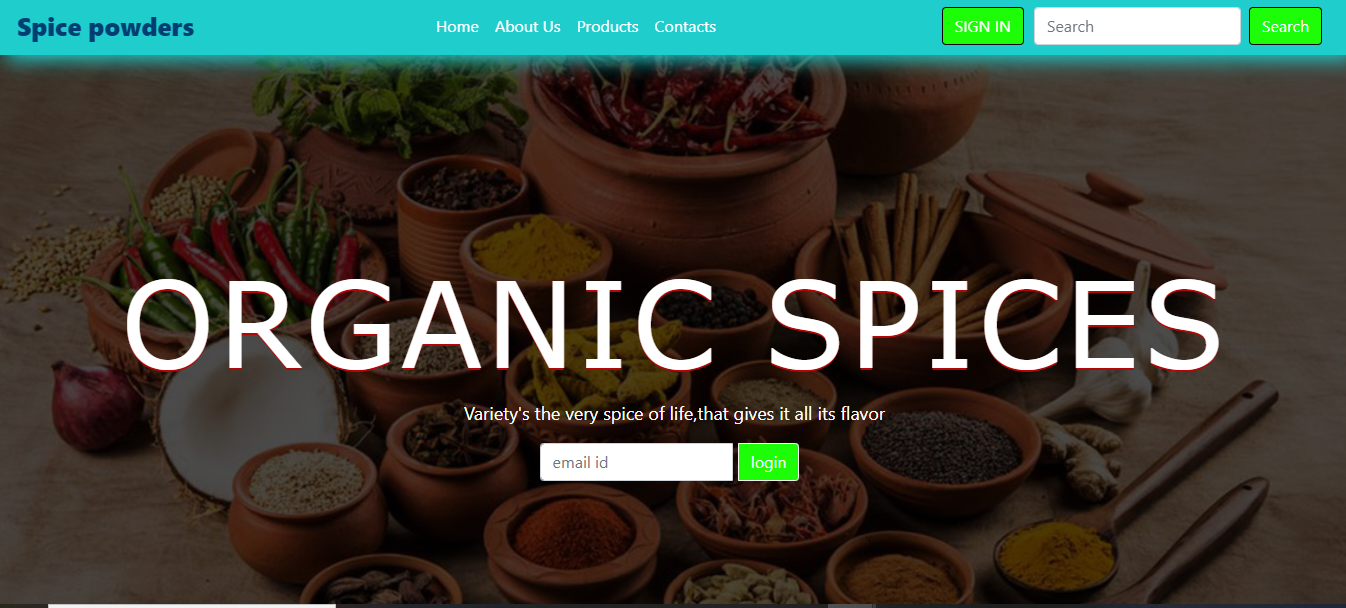 Spice powders
Home About Us Products Contacts
SIGN IN Search Search
ORGANIC SPICES
Variety's the very spice of life,that gives it all its flavor
email id login